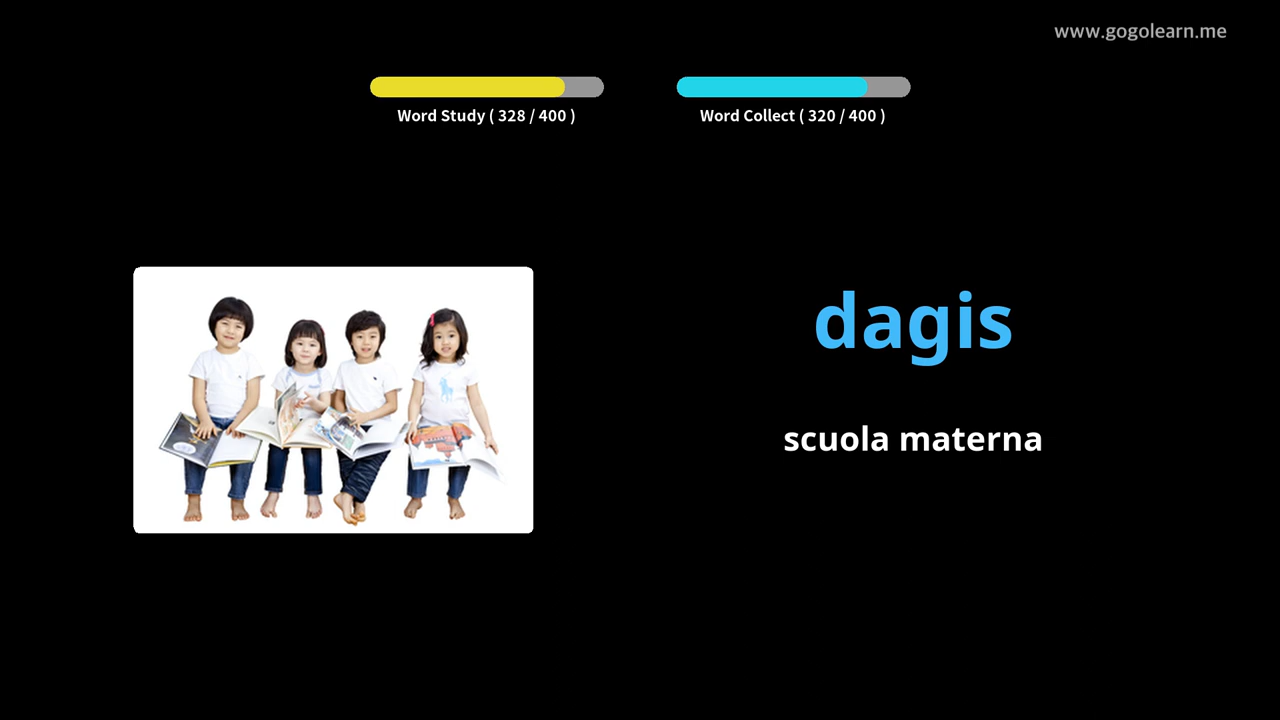 www.gogolearn.me
Word Study ( 328 / 400 )
Word Collect ( 320 / 400 )
dagis
scuola materna